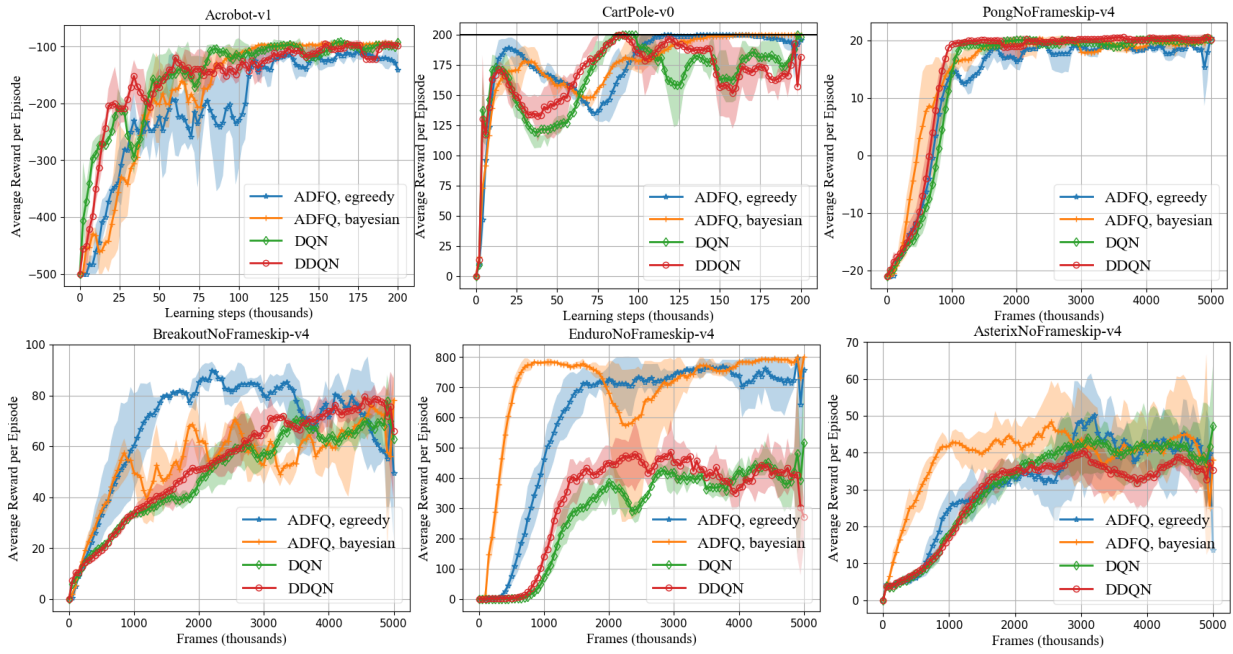 Acrobot-v1
Average Reward per Episode
−100
−200
−300
−400
−500
0 25 50 75 100 125 150 175 200
Learning steps (thousands)
ADFQ, egreedy
ADFQ, bayesian
DQN
DDQN
CartPole-v0
Average Reward per Episode
200
175
150
125
100
75
50
25
0
0 25 50 75 100 125 150 175 200
Learning steps (thousands)
ADFQ, egreedy
ADFQ, bayesian
DQN
DDQN
PongNoFrameskip-v4
Average Reward per Episode
20
10
0
−10
−20
0 1000 2000 3000 4000 5000
Frames (thousands)
ADFQ, egreedy
ADFQ, bayesian
DQN
DDQN
BreakoutNoFrameskip-v4
Average Reward per Episode
100
80
60
40
20
0
0 1000 2000 3000 4000 5000
Frames (thousands)
ADFQ, egreedy
ADFQ, bayesian
DQN
DDQN
EnduroNoFrameskip-v4
Average Reward per Episode
800
700
600
500
400
300
200
100
0
0 1000 2000 3000 4000 5000
Frames (thousands)
ADFQ, egreedy
ADFQ, bayesian
DQN
DDQN
AsterixNoFrameskip-v4
Average Reward per Episode
70
60
50
40
30
20
10
0
0 1000 2000 3000 4000 5000
Frames (thousands)
ADFQ, egreedy
ADFQ, bayesian
DQN
DDQN